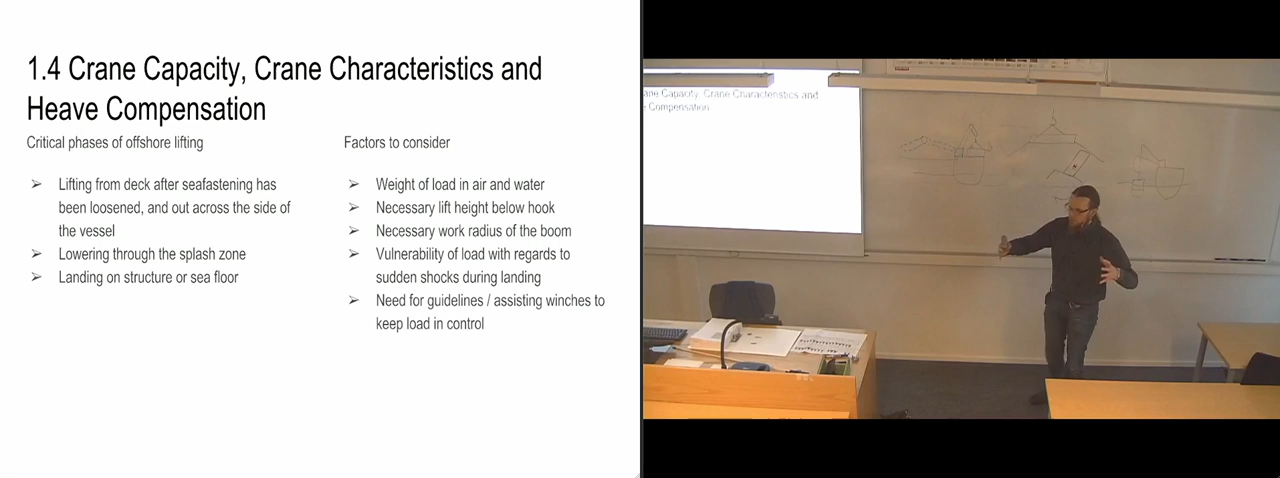 1.4 Crane Capacity, Crane Characteristics and
Heave Compensation
Critical phases of offshore lifting
➢ Lifting from deck after seafastening has
been loosened, and out across the side of
the vessel
➢ Lowering through the splash zone
➢ Landing on structure or sea floor
Factors to consider
➢ Weight of load in air and water
➢ Necessary lift height below hook
➢ Necessary work radius of the boom
➢ Vulnerability of load with regards to
sudden shocks during landing
➢ Need for guidelines / assisting winches to
keep load in control
ane Capacity, Crane Characteristics and
Compensation